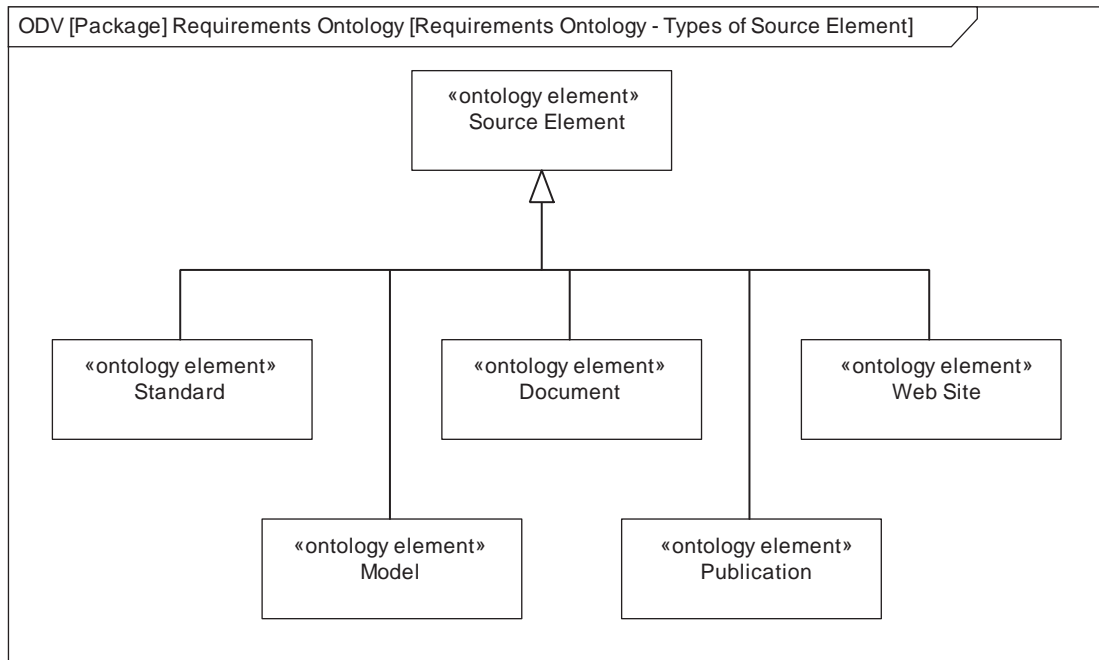 ODV [Package] Requirements Ontology [Requirements Ontology - Types of Source Element]
«ontology element»
Source Element
«ontology element»
Standard
«ontology element»
Document
«ontology element»
Web Site
«ontology element»
Model
«ontology element»
Publication